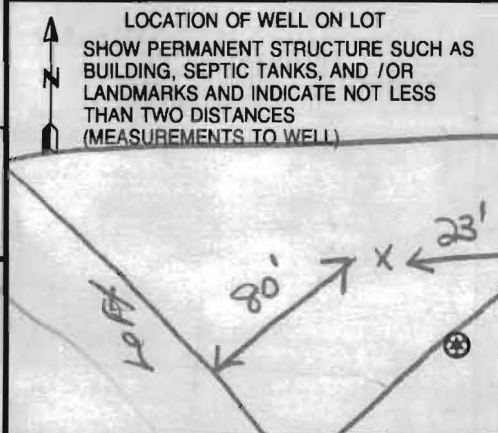 LOCATION OF WELL ON LOT
SHOW PERMANENT STRUCTURE SUCH AS
N
BUILDING, SEPTIC TANKS, AND /OR
LANDMARKS AND INDICATE NOT LESS
THAN TWO DISTANCES
(MEASUREMENTS TO WELL)
80'
X
23'